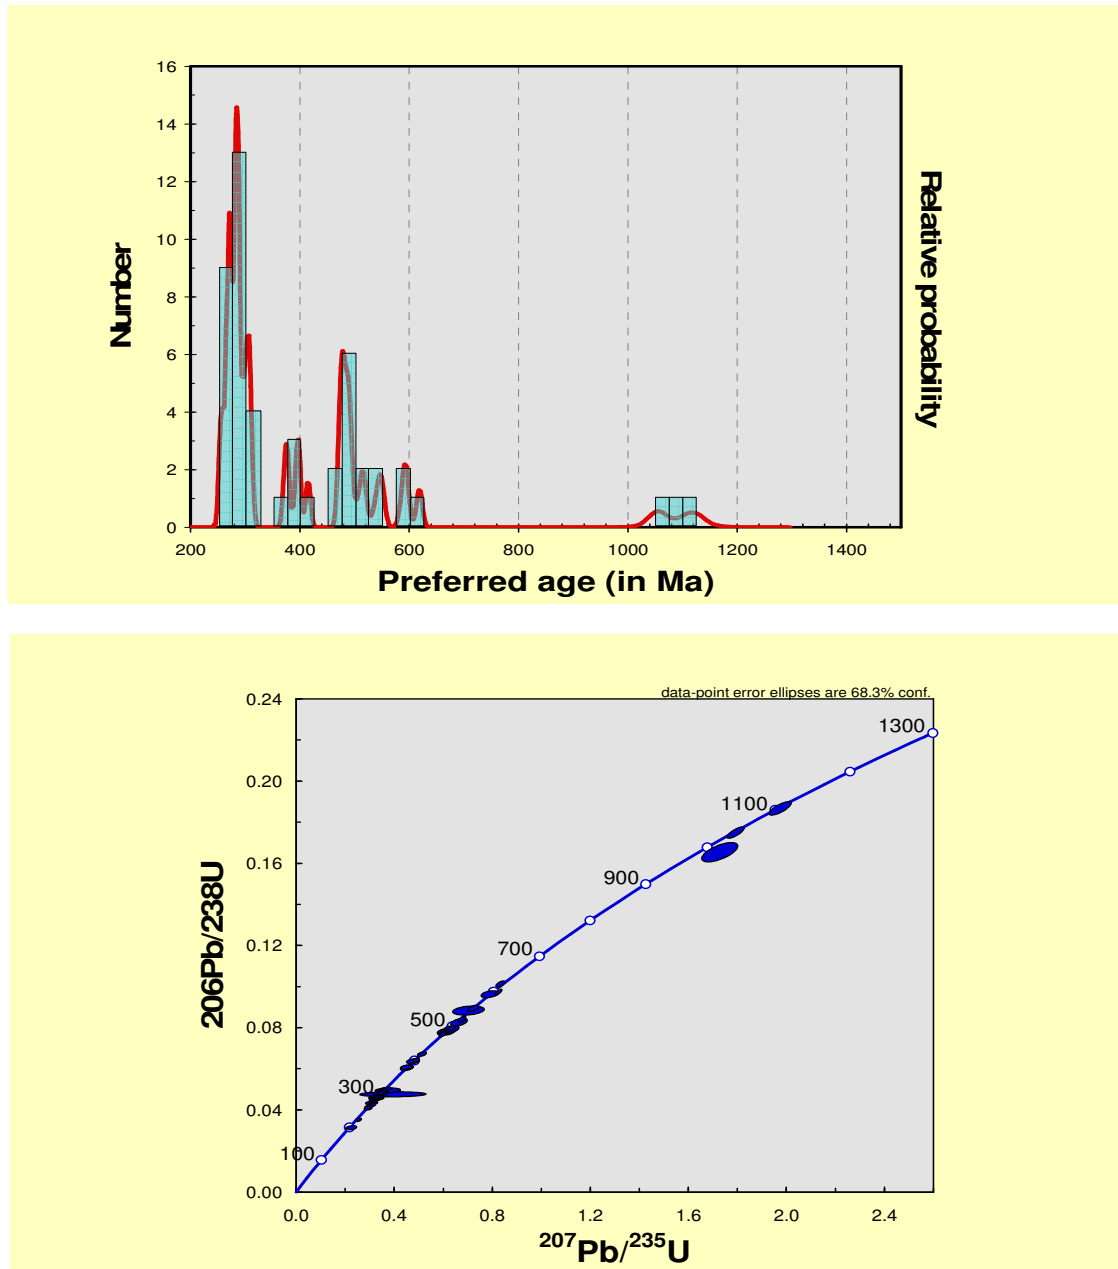 16
14
12
10
8
6
4
2
0
Number
Relative probability
200 400 600 800 1000 1200 1400
Preferred age (in Ma)
data-point error ellipses are 68.3% conf.
0.24
0.20
0.16
0.12
0.08
0.04
0.00
206Pb/238U
1300
1100
900
700
500
300
100
0.0 0.4 0.8 1.2 1.6 2.0 2.4
²⁰⁷Pb/²³⁵U